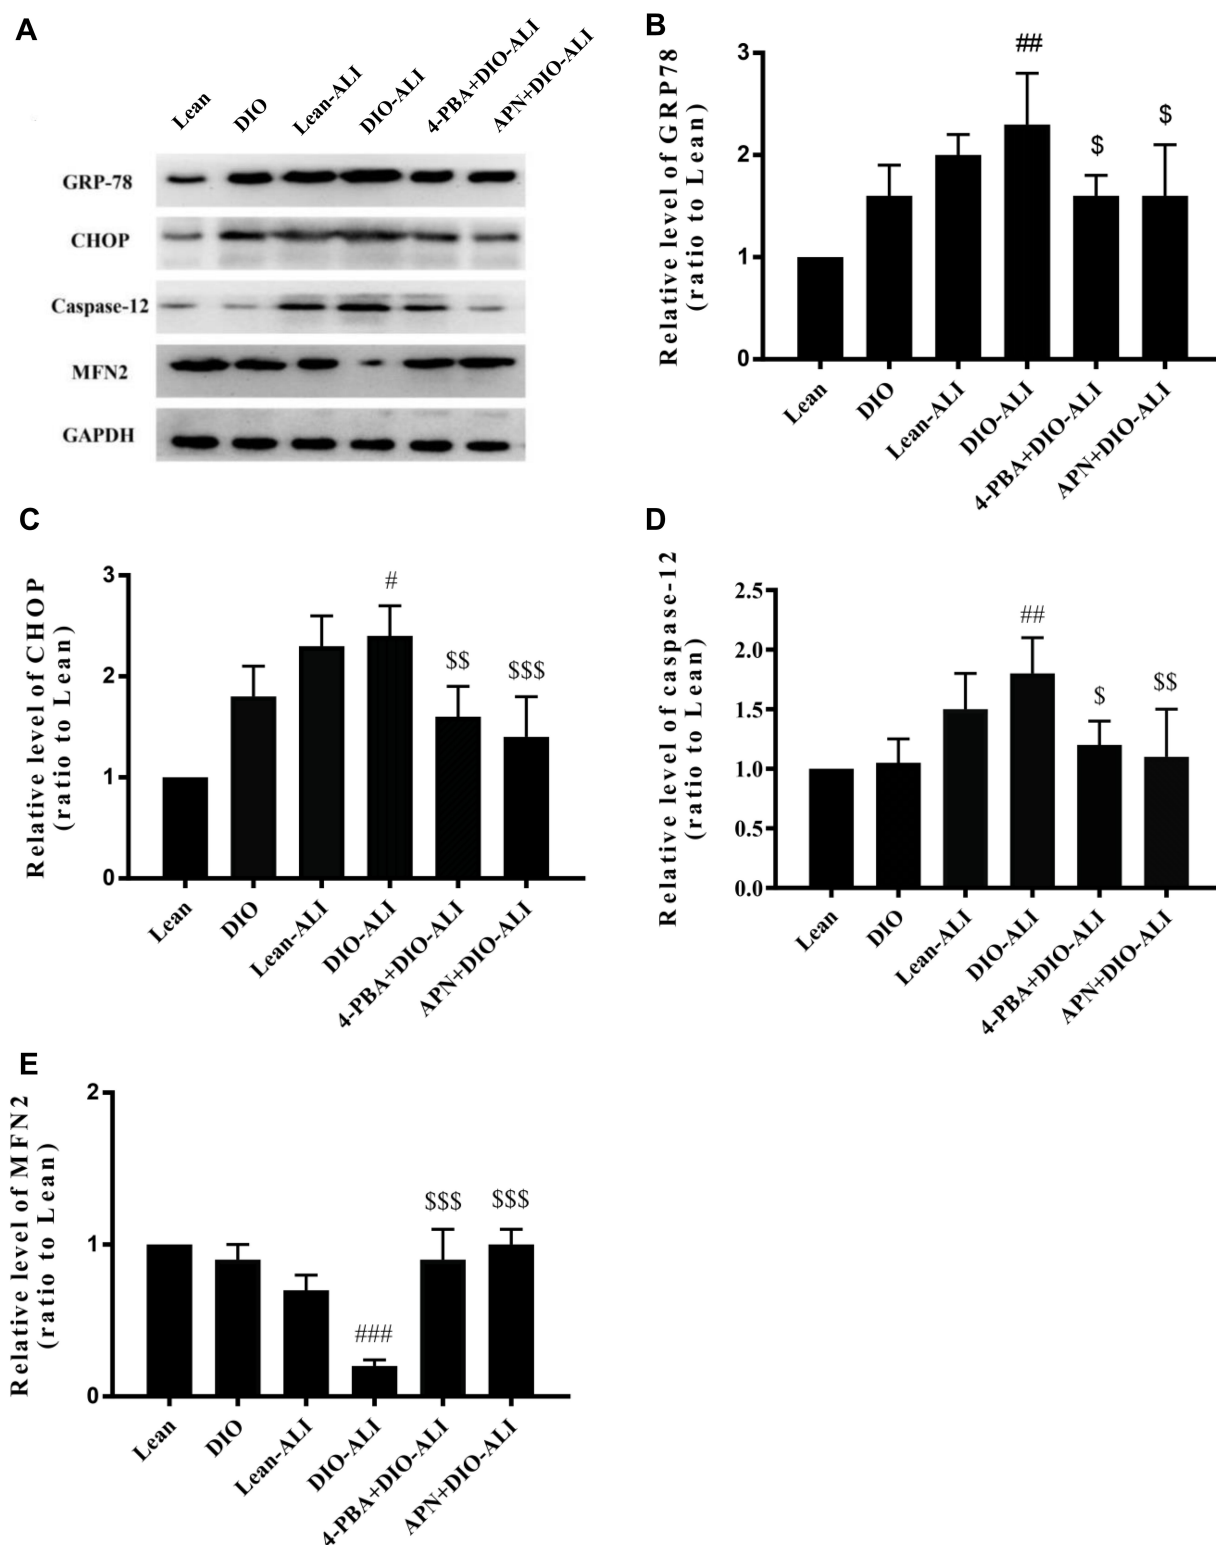 A
Lean
DIO
Lean-ALI
DIO-ALI
4-PBA+DIO-ALI
APN+DIO-ALI
GRP-78
CHOP
Caspase-12
MFN2
GAPDH
B
Relative level of GRP78
(ratio to Lean)
3
2
1
0
##
$
$
Lean
DIO
Lean-ALI
DIO-ALI
4-PBA+DIO-ALI
APN+DIO-ALI
C
Relative level of CHOP
(ratio to Lean)
3
2
1
0
#
$$
$$$
Lean
DIO
Lean-ALI
DIO-ALI
4-PBA+DIO-ALI
APN+DIO-ALI
D
Relative level of caspase-12
(ratio to Lean)
2.5
2.0
1.5
1.0
0.5
0.0
##
$
$$
Lean
DIO
Lean-ALI
DIO-ALI
4-PBA+DIO-ALI
APN+DIO-ALI
E
Relative level of MFN2
(ratio to Lean)
2
1
0
###
$$$
$$$
Lean
DIO
Lean-ALI
DIO-ALI
4-PBA+DIO-ALI
APN+DIO-ALI